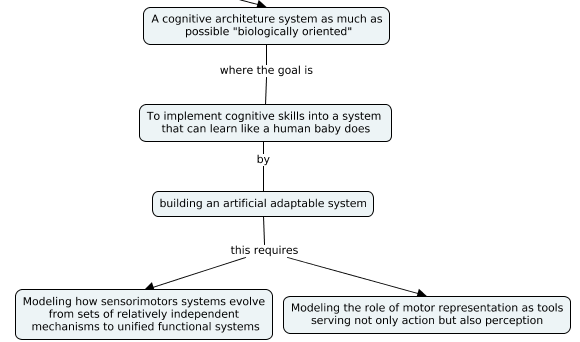 A cognitive architeture system as much as
possible "biologically oriented"
where the goal is
To implement cognitive skills into a system
that can learn like a human baby does
by
building an artificial adaptable system
this requires
Modeling how sensorimotors systems evolve
from sets of relatively independent
mechanisms to unified functional systems
Modeling the role of motor representation as tools
serving not only action but also perception